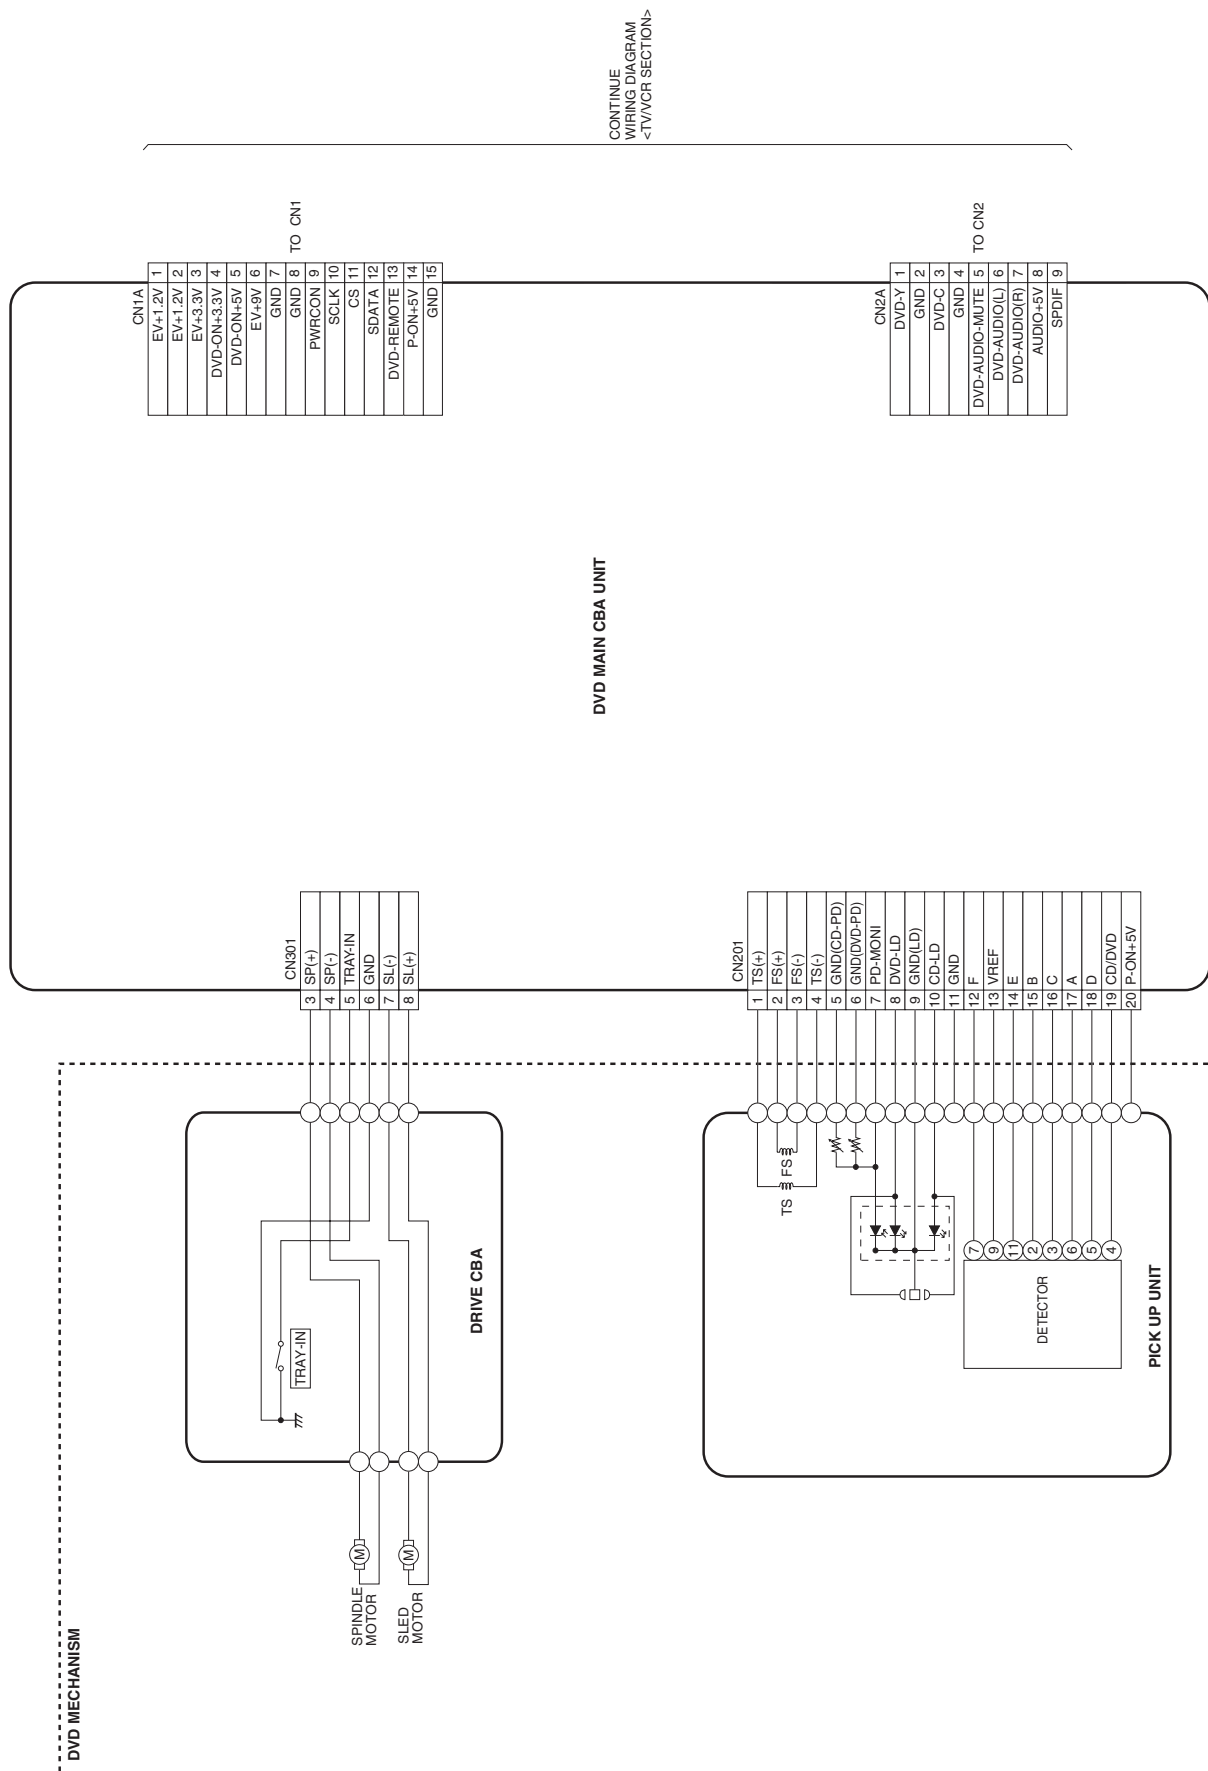 DVD MECHANISM
SPINDLE
MOTOR
SLED
MOTOR
M
M
TRAY-IN
DRIVE CBA
CN301
3 SP(+)
4 SP(-)
5 TRAY-IN
6 GND
7 SL(-)
8 SL(+)
PICK UP UNIT
DETECTOR
7
9
11
2
3
6
5
4
TS
FS
CN201
1 TS(+)
2 FS(+)
3 FS(-)
4 TS(-)
5 GND(CD-PD)
6 GND(DVD-PD)
7 PD-MONI
8 DVD-LD
9 GND(LD)
10 CD-LD
11 GND
12 F
13 VREF
14 E
15 B
16 C
17 A
18 D
19 CD/DVD
20 P-ON+5V
DVD MAIN CBA UNIT
CN1A
EV+1.2V 1
EV+1.2V 2
EV+3.3V 3
DVD-ON+3.3V 4
DVD-ON+5V 5
EV+9V 6
GND 7
GND 8
PWRCON 9
SCLK 10
CS 11
SDATA 12
DVD-REMOTE 13
P-ON+5V 14
GND 15
TO CN1
CN2A
DVD-Y 1
GND 2
DVD-C 3
GND 4
DVD-AUDIO-MUTE 5
DVD-AUDIO(L) 6
DVD-AUDIO(R) 7
AUDIO+5V 8
SPDIF 9
TO CN2
CONTINUE
WIRING DIAGRAM
<TV/VCR SECTION>